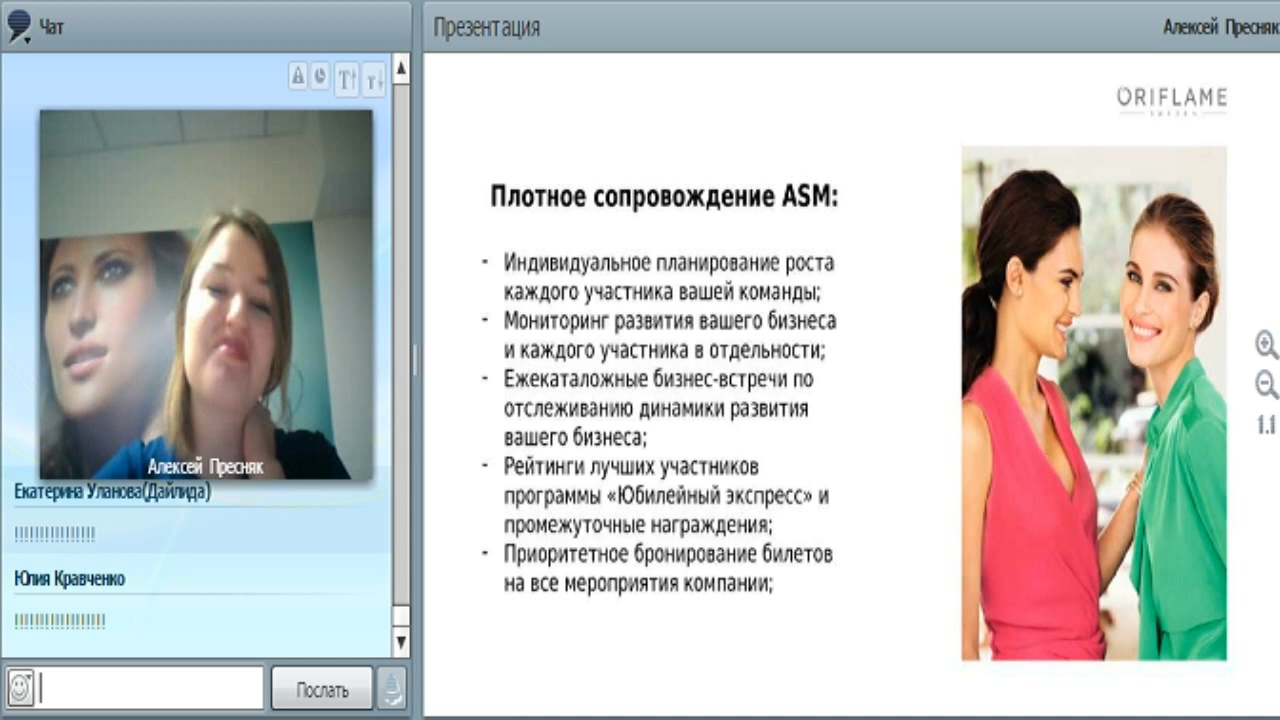 Чат
Алексей Пресняк
Екатерина Уланова(Дайлида)
!!!!!!!!!!!!!!!!
Юлия Кравченко
!!!!!!!!!!!!!!!!!!
Послать
Презентация
Алексей Пресняк
ORIFLAME
SWEDEN
Плотное сопровождение ASM:
- Индивидуальное планирование роста
каждого участника вашей команды;
- Мониторинг развития вашего бизнеса
и каждого участника в отдельности;
- Ежекаталожные бизнес-встречи по
отслеживанию динамики развития
вашего бизнеса;
- Рейтинги лучших участников
программы «Юбилейный экспресс» и
промежуточные награждения;
- Приоритетное бронирование билетов
на все мероприятия компании;
1.1